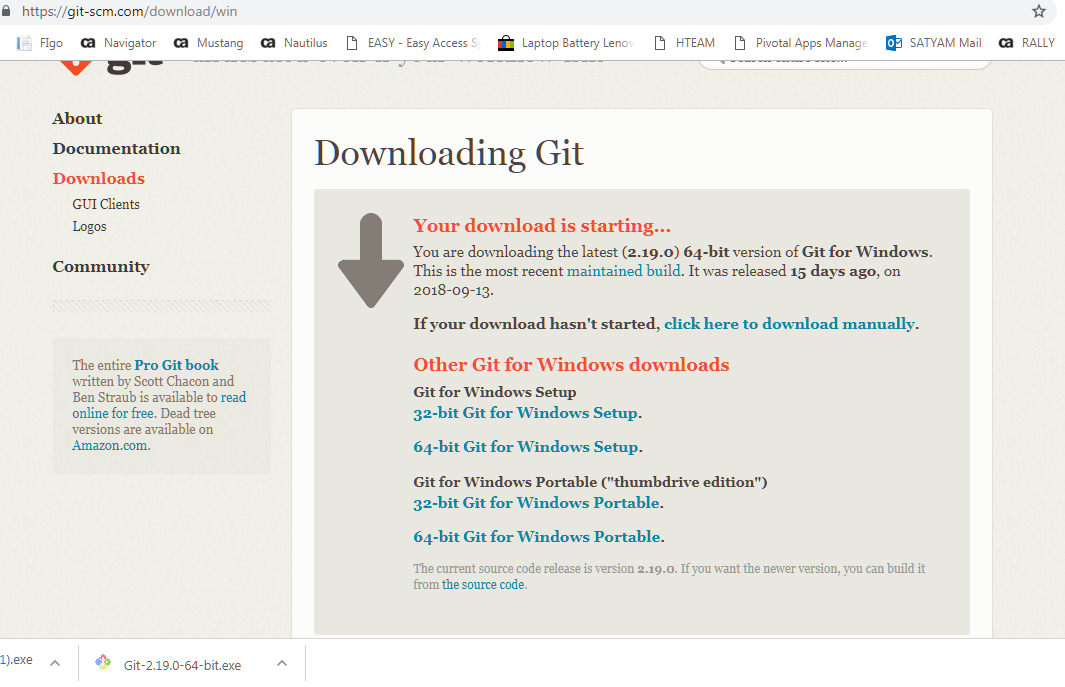 https://git-scm.com/download/win
FIgo
Navigator
Mustang
Nautilus
EASY - Easy Access S
Laptop Battery Leno
HTEAM
Pivotal Apps Manage
SATYAM Mail
RALLY
git
About
Documentation
Downloads
GUI Clients
Logos
Community
The entire Pro Git book
written by Scott Chacon and
Ben Straub is available to read
online for free. Dead tree
versions are available on
Amazon.com.
Downloading Git
Your download is starting...
You are downloading the latest (2.19.0) 64-bit version of Git for Windows.
This is the most recent maintained build. It was released 15 days ago, on
2018-09-13.
If your download hasn't started, click here to download manually.
Other Git for Windows downloads
Git for Windows Setup
32-bit Git for Windows Setup.
64-bit Git for Windows Setup.
Git for Windows Portable ("thumbdrive edition")
32-bit Git for Windows Portable.
64-bit Git for Windows Portable.
The current source code release is version 2.19.0. If you want the newer version, you can build it
from the source code.
1).exe
Git-2.19.0-64-bit.exe